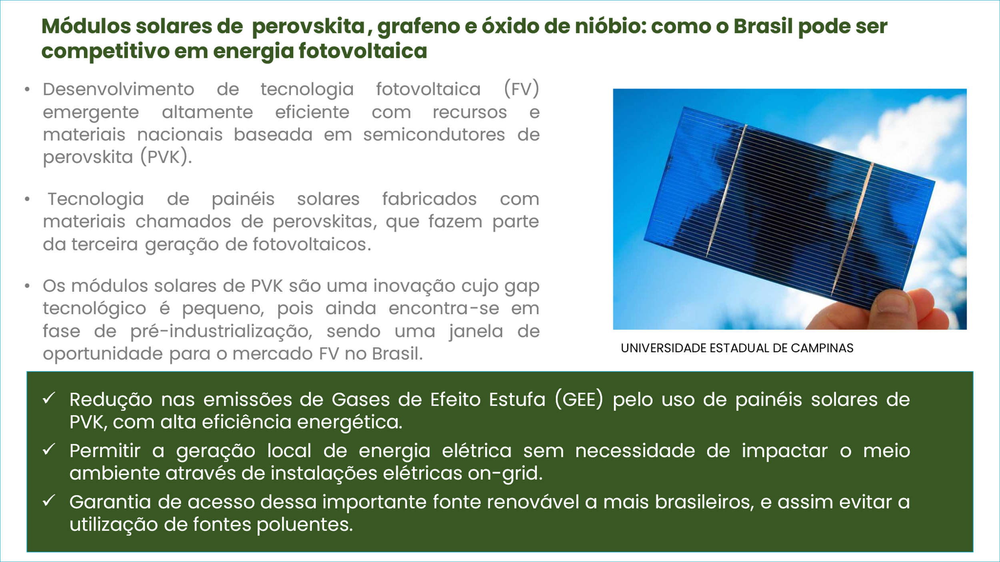 Módulos solares de perovskita, grafeno e óxido de nióbio: como o Brasil pode ser
competitivo em energia fotovoltaica
• Desenvolvimento de tecnologia fotovoltaica (FV)
emergente altamente eficiente com recursos e
materiais nacionais baseada em semicondutores de
perovskita (PVK).
• Tecnologia de painéis solares fabricados com
materiais chamados de perovskitas, que fazem parte
da terceira geração de fotovoltaicos.
• Os módulos solares de PVK são uma inovação cujo gap
tecnológico é pequeno, pois ainda encontra-se em
fase de pré-industrialização, sendo uma janela de
oportunidade para o mercado FV no Brasil.
UNIVERSIDADE ESTADUAL DE CAMPINAS
✓ Redução nas emissões de Gases de Efeito Estufa (GEE) pelo uso de painéis solares de
PVK, com alta eficiência energética.
✓ Permitir a geração local de energia elétrica sem necessidade de impactar o meio
ambiente através de instalações elétricas on-grid.
✓ Garantia de acesso dessa importante fonte renovável a mais brasileiros, e assim evitar a
utilização de fontes poluentes.